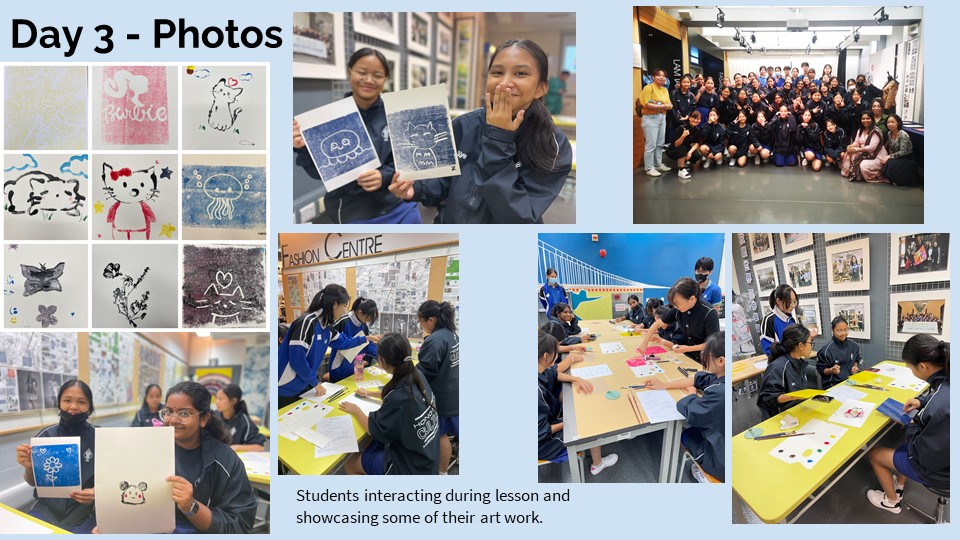 Day 3 - Photos
Barbie
FASHION CENTRE
Students interacting during lesson and
showcasing some of their art work.